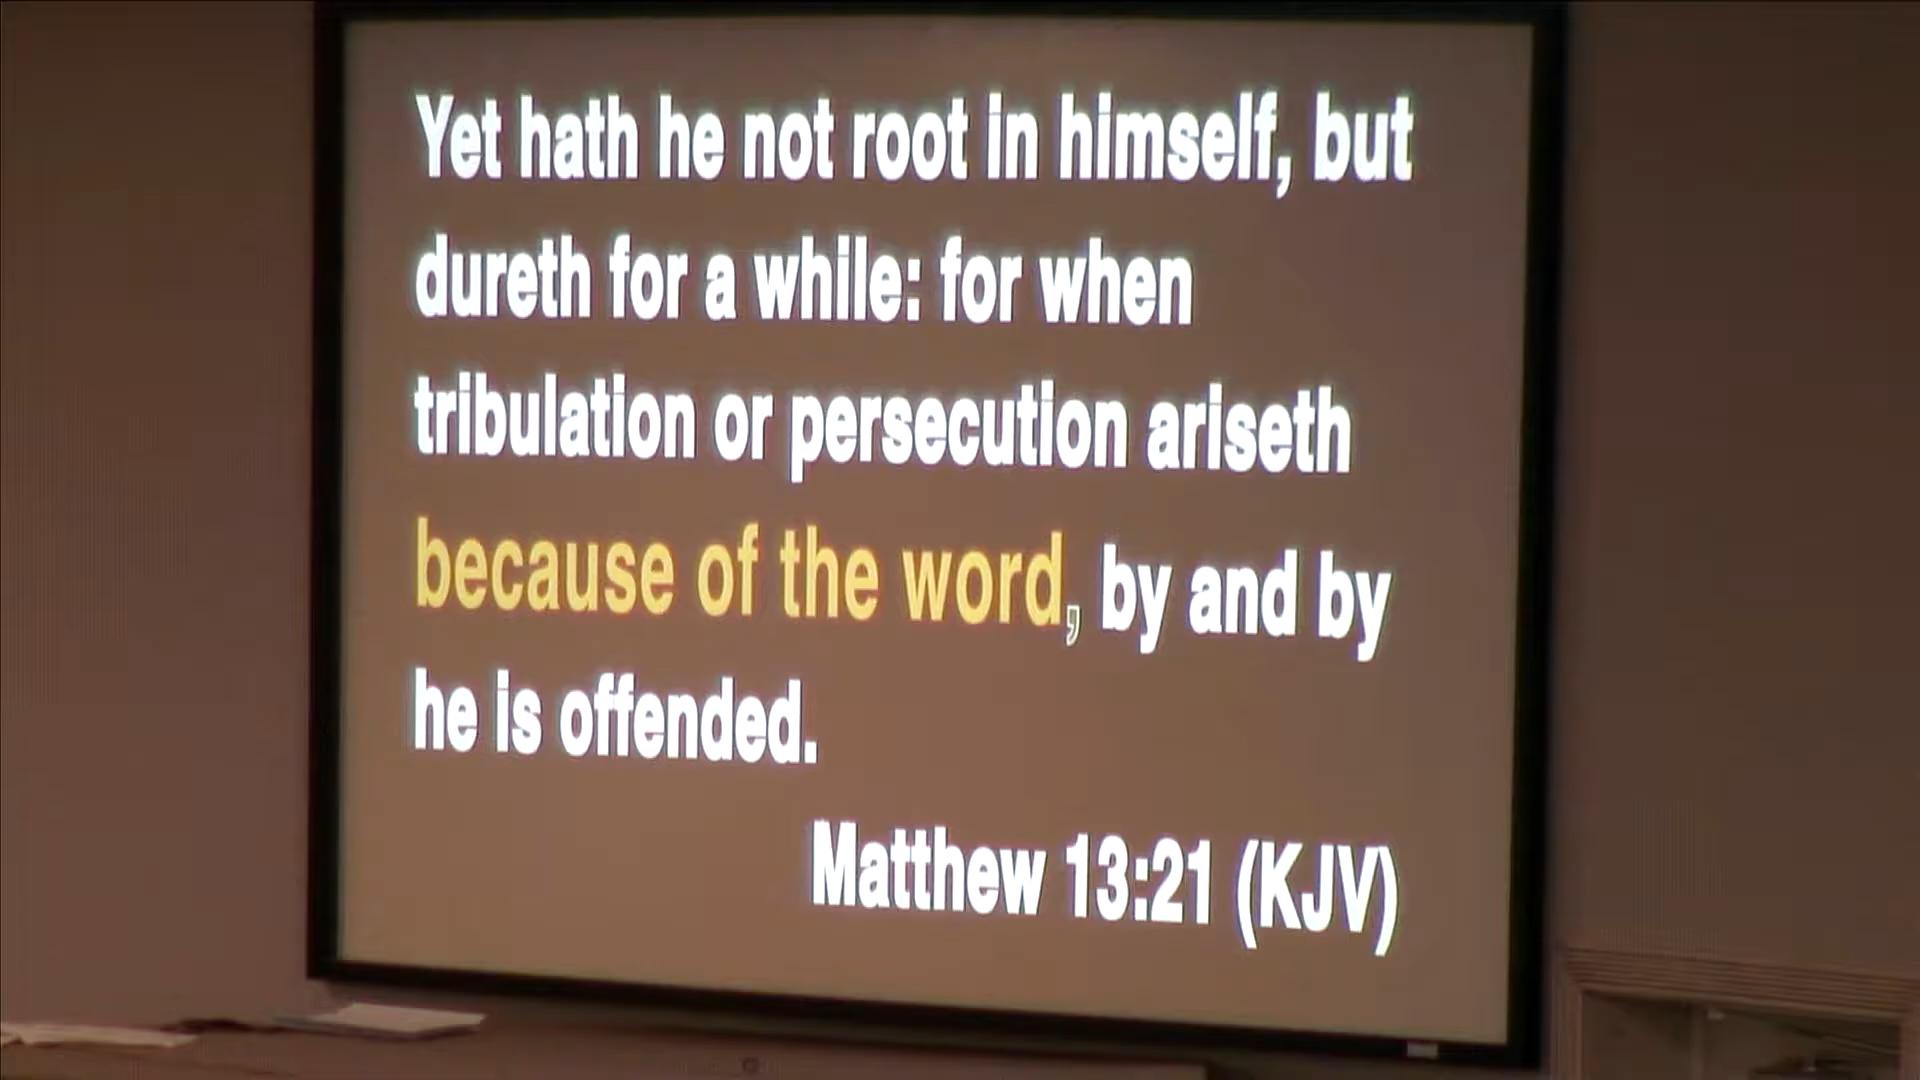 Yet hath he not root in himself, but
dureth for a while: for when
tribulation or persecution ariseth
because of the word, by and by
he is offended.
Matthew 13:21 (KJV)